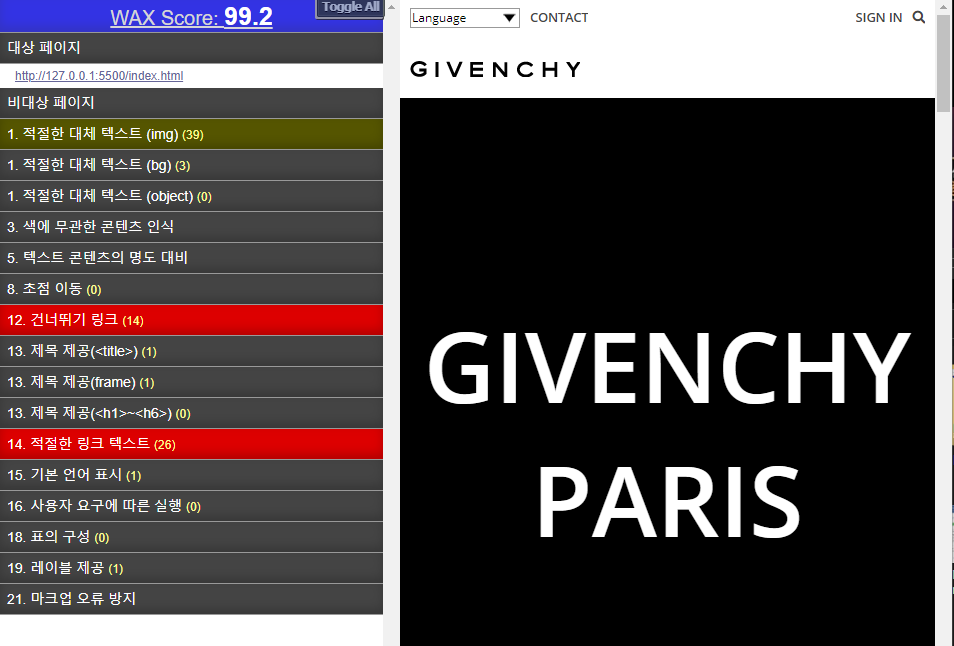 WAX Score: 99.2
Toggle All
대상 페이지
http://127.0.0.1:5500/index.html
비대상 페이지
1. 적절한 대체 텍스트 (img) (39)
1. 적절한 대체 텍스트 (bg) (3)
1. 적절한 대체 텍스트 (object) (0)
3. 색에 무관한 콘텐츠 인식
5. 텍스트 콘텐츠의 명도 대비
8. 초점 이동 (0)
12. 건너뛰기 링크 (14)
13. 제목 제공(<title>) (1)
13. 제목 제공(frame) (1)
13. 제목 제공(<h1>~<h6>) (0)
14. 적절한 링크 텍스트 (26)
15. 기본 언어 표시 (1)
16. 사용자 요구에 따른 실행 (0)
18. 표의 구성 (0)
19. 레이블 제공 (1)
21. 마크업 오류 방지
Language CONTACT SIGN IN
GIVENCHY
GIVENCHY
PARIS